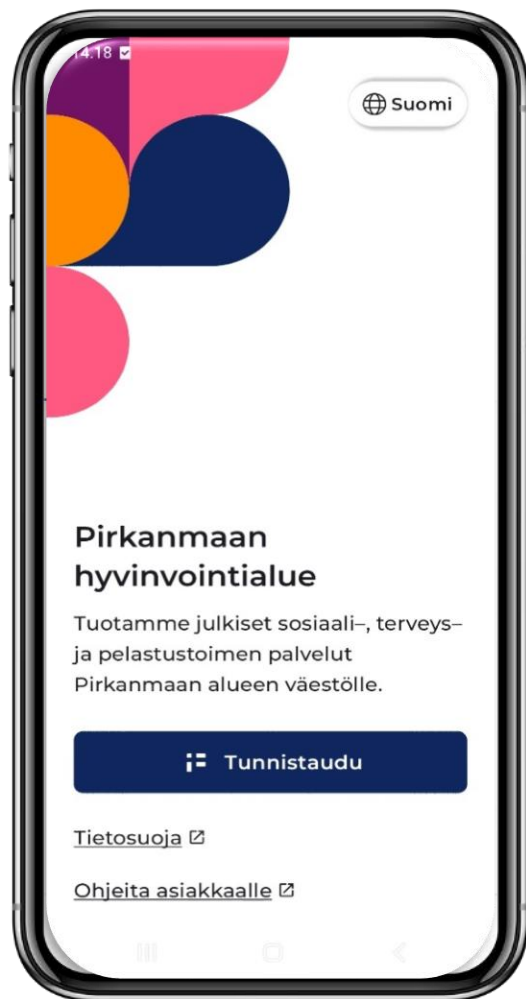 14.18
Suomi
Pirkanmaan
hyvinvointialue
Tuotamme julkiset sosiaali–, terveys–
ja pelastustoimen palvelut
Pirkanmaan alueen väestölle.
Tunnistaudu
Tietosuoja
Ohjeita asiakkaalle